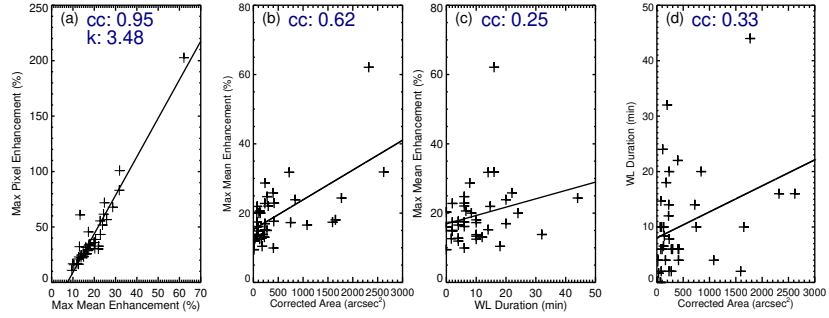 (a) cc: 0.95
k: 3.48
Max Pixel Enhancement (%)
250
200
150
100
50
0
0 10 20 30 40 50 60 70
Max Mean Enhancement (%)
(b) cc: 0.62
Max Mean Enhancement (%)
80
60
40
20
0
0 500 1000 1500 2000 2500 3000
Corrected Area (arcsec²)
(c) cc: 0.25
Max Mean Enhancement (%)
80
60
40
20
0
0 10 20 30 40 50
WL Duration (min)
(d) cc: 0.33
WL Duration (min)
50
40
30
20
10
0
0 500 1000 1500 2000 2500 3000
Corrected Area (arcsec²)